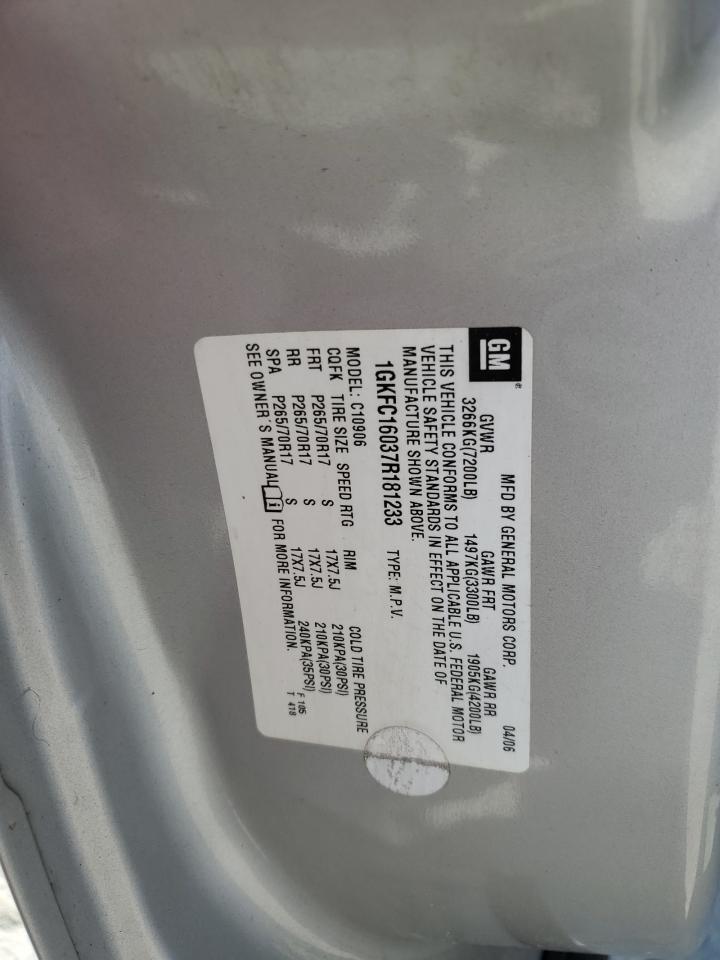 GM ®
MFD BY GENERAL MOTORS CORP. 04/06
GVWR GAWR FRT GAWR RR
3266KG(7200LB) 1497KG(3300LB) 1905KG(4200LB)
THIS VEHICLE CONFORMS TO ALL APPLICABLE U.S. FEDERAL MOTOR
VEHICLE SAFETY STANDARDS IN EFFECT ON THE DATE OF
MANUFACTURE SHOWN ABOVE.
1GKFC16037R181233 TYPE: M.P.V.
MODEL: C10906
CQFK TIRE SIZE SPEED RTG RIM COLD TIRE PRESSURE
FRT P265/70R17 S 17X7.5J 210KPA(30PSI)
RR P265/70R17 S 17X7.5J 210KPA(30PSI)
SPA P265/70R17 S 17X7.5J 240KPA(35PSI)
SEE OWNER'S MANUAL i FOR MORE INFORMATION.
F 105
T 418